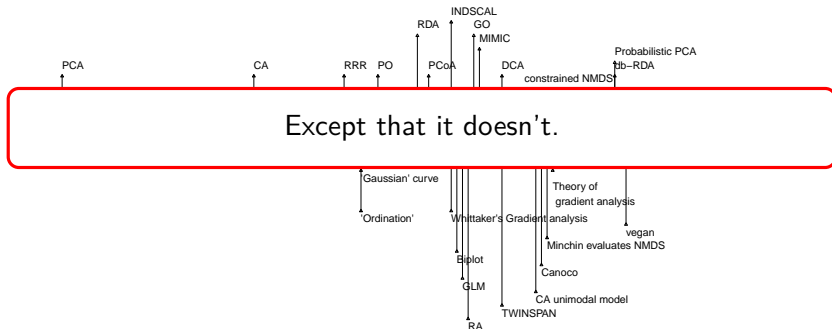 INDSCAL
RDA
GO
MIMIC
Probabilistic PCA
PCA
CA
RRR
PO
PCoA
DCA
db−RDA
constrained NMDS
Except that it doesn't.
'Gaussian' curve
Theory of
gradient analysis
'Ordination'
Whittaker's Gradient analysis
vegan
Minchin evaluates NMDS
Biplot
Canoco
GLM
CA unimodal model
TWINSPAN
RA